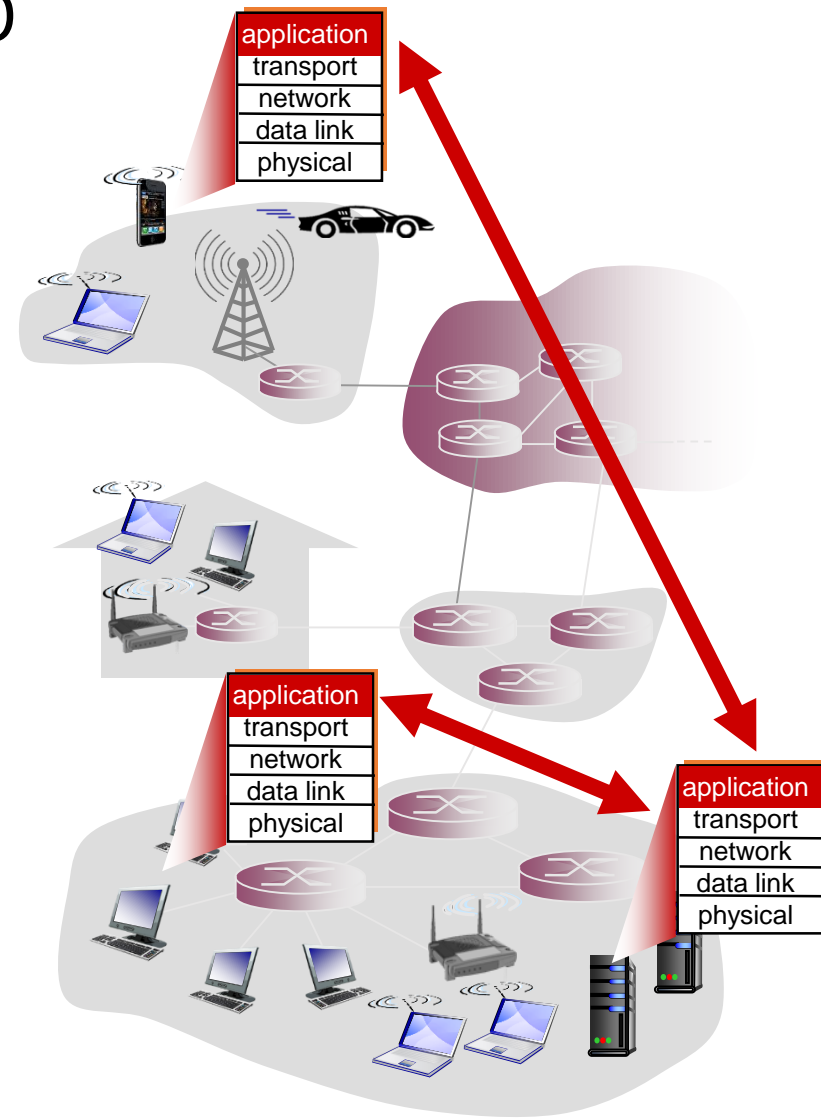 application
transport
network
data link
physical
application
transport
network
data link
physical
application
transport
network
data link
physical